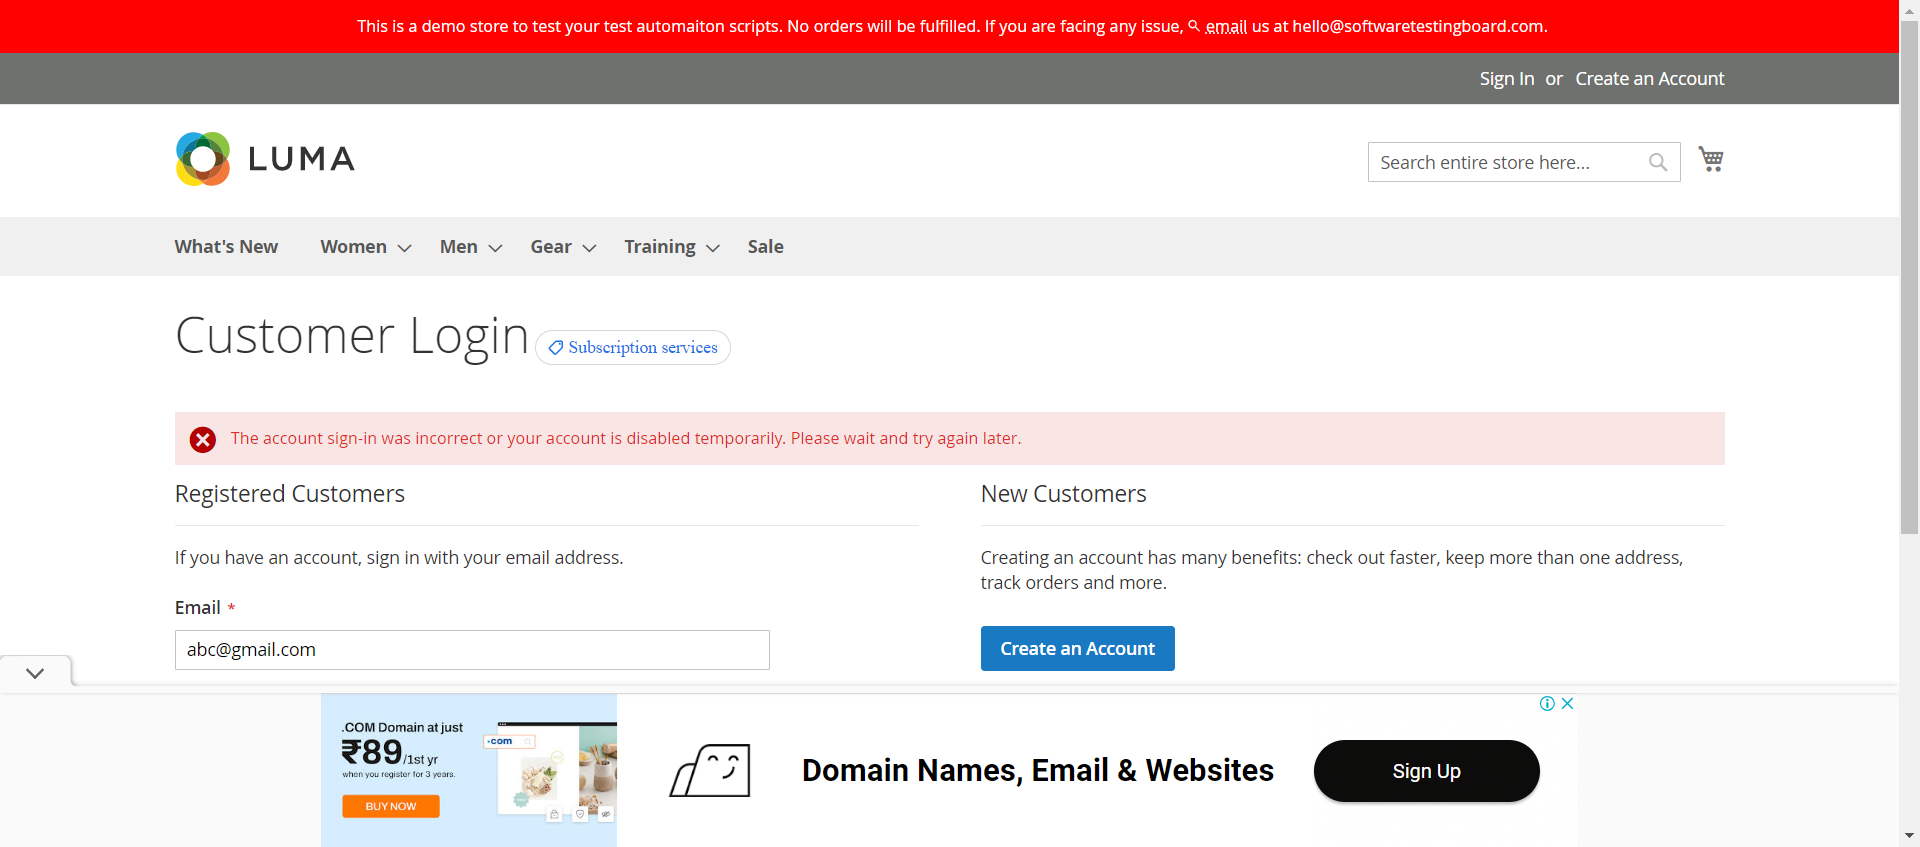 This is a demo store to test your test automaiton scripts. No orders will be fulfilled. If you are facing any issue, email us at hello@softwaretestingboard.com.
Sign In or Create an Account
LUMA
Search entire store here...
What's New Women Men Gear Training Sale
Customer Login
Subscription services
The account sign-in was incorrect or your account is disabled temporarily. Please wait and try again later.
Registered Customers
If you have an account, sign in with your email address.
Email *
abc@gmail.com
New Customers
Creating an account has many benefits: check out faster, keep more than one address,
track orders and more.
Create an Account
.COM Domain at just
₹89/1st yr
when you register for 3 years.
BUY NOW
.com
Domain Names, Email & Websites
Sign Up